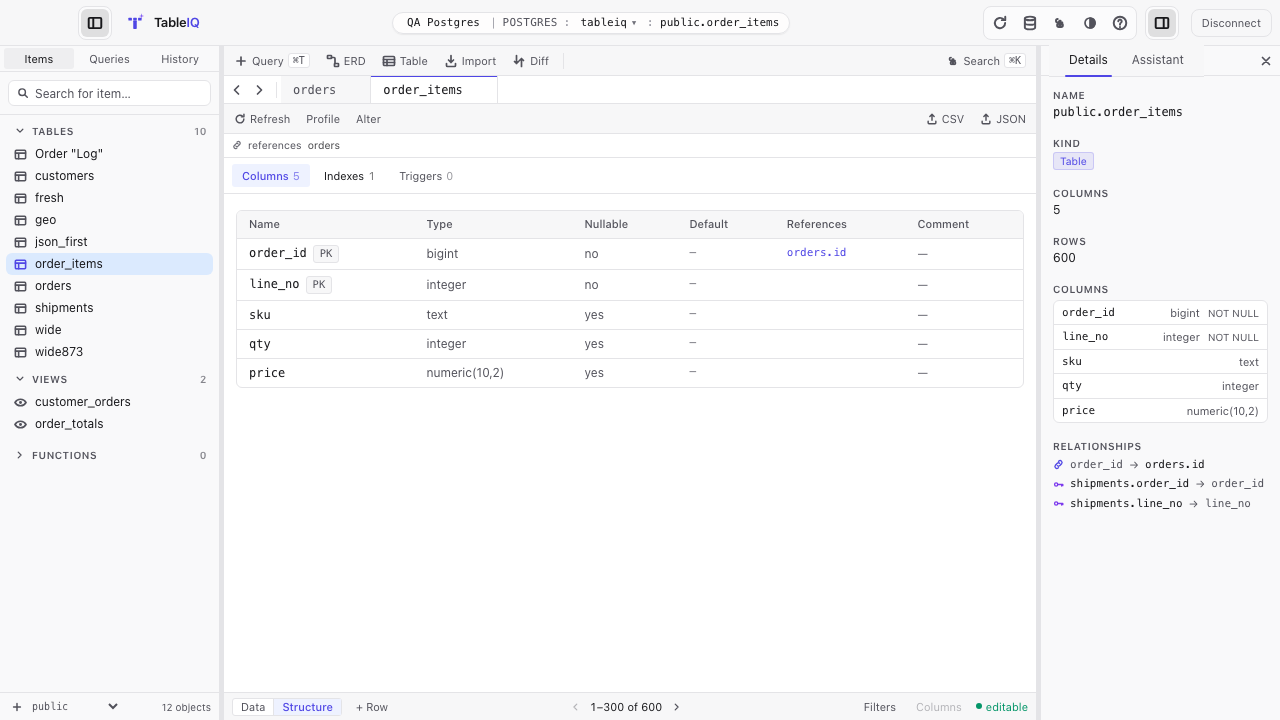 TableIQ
QA Postgres | POSTGRES : tableiq ▾ : public.order_items
Disconnect
Items Queries History
Search for item...
TABLES 10
Order "Log"
customers
fresh
geo
json_first
order_items
orders
shipments
wide
wide873
VIEWS 2
customer_orders
order_totals
FUNCTIONS 0
+ public 12 objects
+ Query ⌘T ERD Table Import Diff Search ⌘K
orders order_items
Refresh Profile Alter CSV JSON
references orders
Columns 5 Indexes 1 Triggers 0
Name Type Nullable Default References Comment
order_id PK bigint no — orders.id —
line_no PK integer no — —
sku text yes — —
qty integer yes — —
price numeric(10,2) yes — —
Data Structure + Row 1–300 of 600 Filters Columns editable
Details Assistant
NAME
public.order_items
KIND
Table
COLUMNS
5
ROWS
600
COLUMNS
order_id bigint NOT NULL
line_no integer NOT NULL
sku text
qty integer
price numeric(10,2)
RELATIONSHIPS
order_id → orders.id
shipments.order_id → order_id
shipments.line_no → line_no